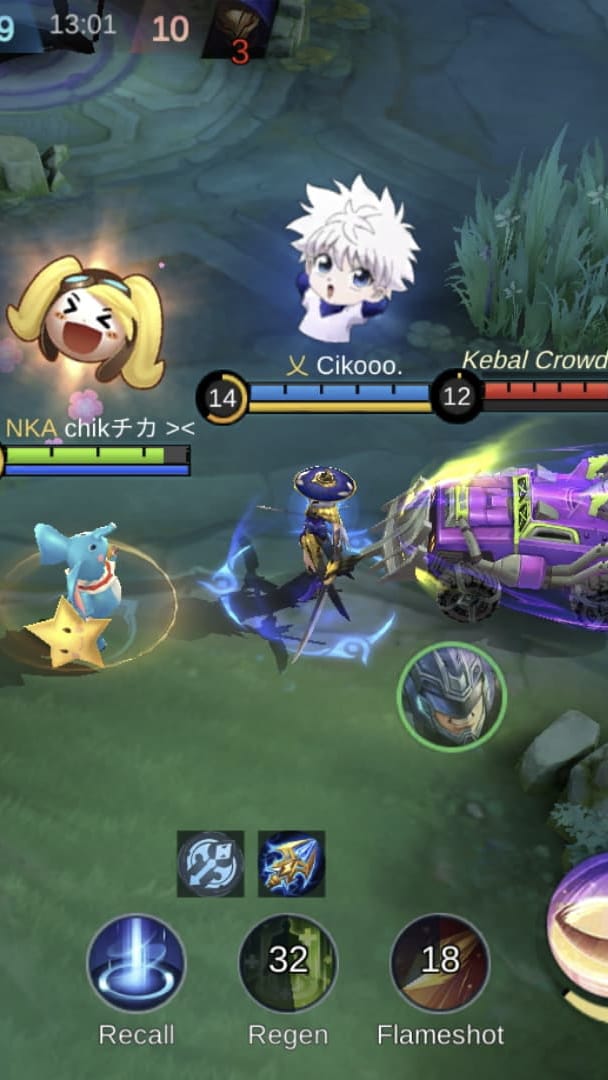 9 13:01 10
3
乂 Cikooo.
Kebal Crowd
14
12
NKA chikチカ ><
32
18
Recall
Regen
Flameshot